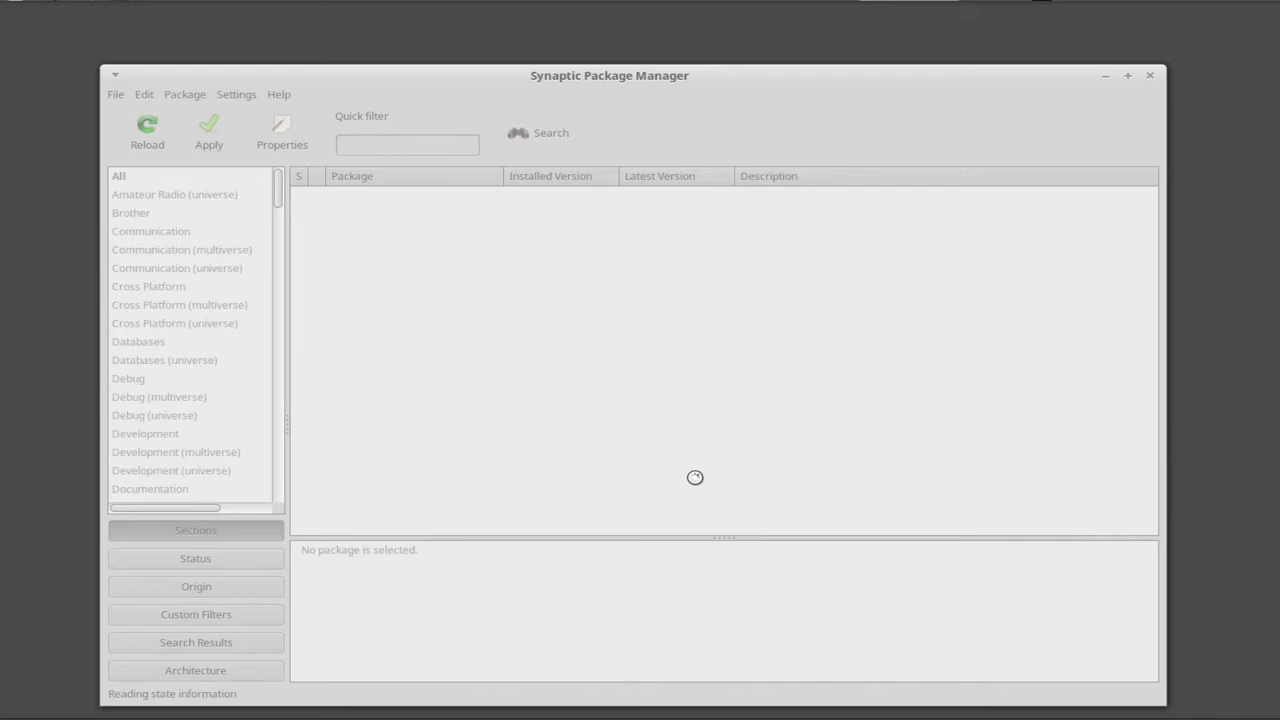 Synaptic Package Manager
File Edit Package Settings Help
Reload Apply Properties Quick filter Search
All
Amateur Radio (universe)
Brother
Communication
Communication (multiverse)
Communication (universe)
Cross Platform
Cross Platform (multiverse)
Cross Platform (universe)
Databases
Databases (universe)
Debug
Debug (multiverse)
Debug (universe)
Development
Development (multiverse)
Development (universe)
Documentation
S Package Installed Version Latest Version Description
Sections
Status
Origin
Custom Filters
Search Results
Architecture
No package is selected.
Reading state information